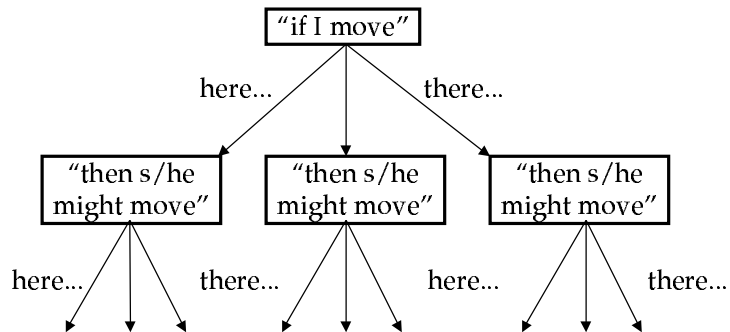 “if I move”
here...
there...
“then s/he
might move”
“then s/he
might move”
“then s/he
might move”
here...
there...
here...
there...